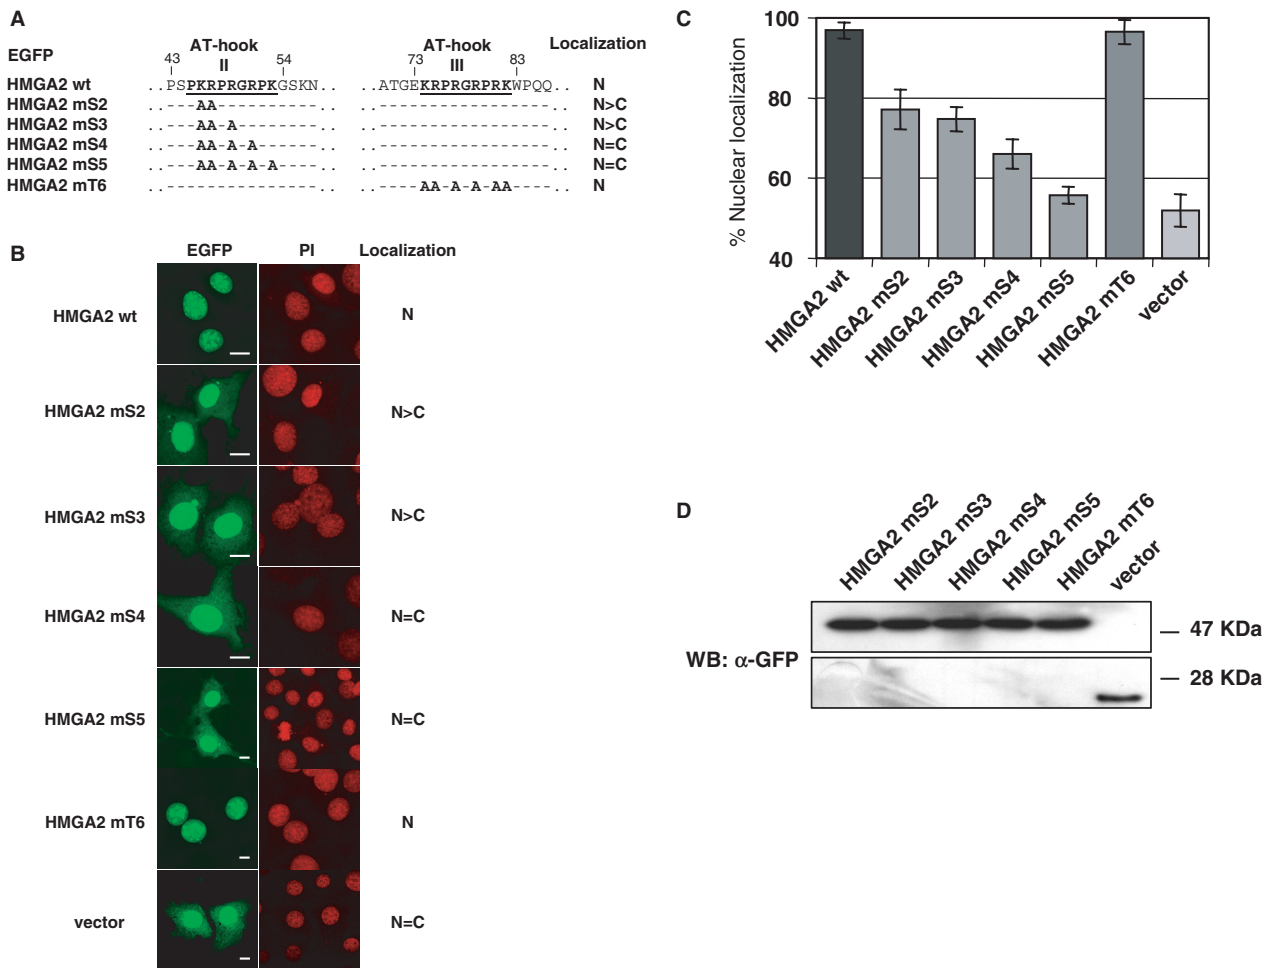 A
EGFP
AT-hook II
AT-hook III
Localization
43 54 73 83
HMGA2 wt ..PSPKRPRGRPKGSKN.. ..ATGEKRPRGRPRKWPQQ.. N
HMGA2 mS2 ..---AA----------.. ..-----------------.. N>C
HMGA2 mS3 ..---AA-A--------.. ..-----------------.. N>C
HMGA2 mS4 ..---AA-A-A------.. ..-----------------.. N=C
HMGA2 mS5 ..---AA-A-A-A----.. ..-----------------.. N=C
HMGA2 mT6 ..---------------.. ..----AA-A-A-AA----.. N
B
EGFP PI Localization
HMGA2 wt N
HMGA2 mS2 N>C
HMGA2 mS3 N>C
HMGA2 mS4 N=C
HMGA2 mS5 N=C
HMGA2 mT6 N
vector N=C
C
% Nuclear localization
100
80
60
40
HMGA2 wt
HMGA2 mS2
HMGA2 mS3
HMGA2 mS4
HMGA2 mS5
HMGA2 mT6
vector
D
HMGA2 mS2
HMGA2 mS3
HMGA2 mS4
HMGA2 mS5
HMGA2 mT6
vector
WB: α-GFP
47 KDa
28 KDa